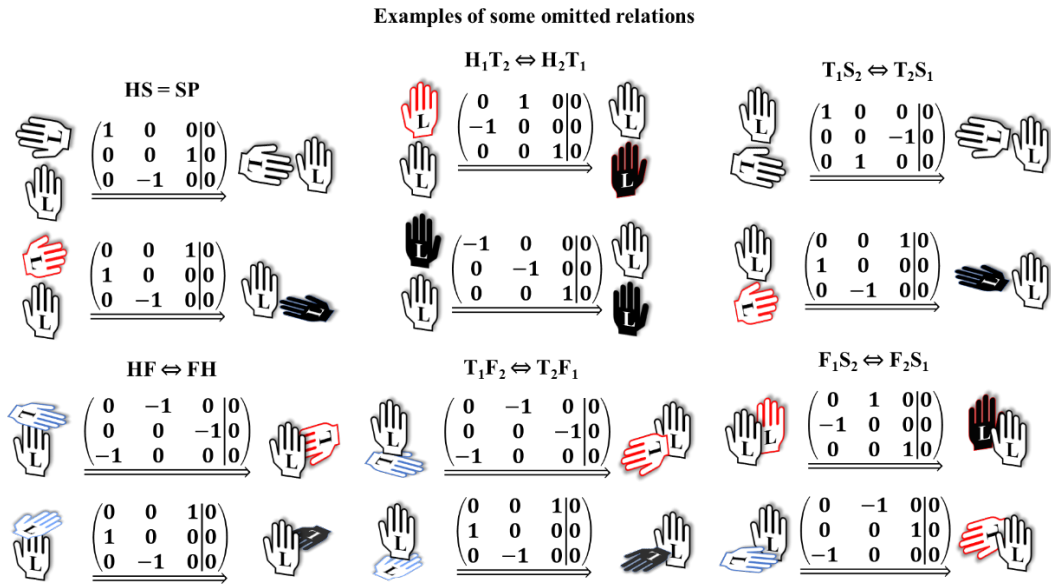 Examples of some omitted relations
HS = SP
L
L
1 0 0|0
0 0 1|0
0 -1 0|0
L
L
L
L
0 0 1|0
1 0 0|0
0 -1 0|0
L
L
H₁T₂ ⇔ H₂T₁
L
L
0 1 0|0
-1 0 0|0
0 0 1|0
L
L
L
L
-1 0 0|0
0 -1 0|0
0 0 1|0
L
L
T₁S₂ ⇔ T₂S₁
L
L
1 0 0|0
0 0 -1|0
0 1 0|0
L
L
L
L
0 0 1|0
1 0 0|0
0 -1 0|0
L
L
HF ⇔ FH
L
L
0 -1 0|0
0 0 -1|0
-1 0 0|0
L
L
L
L
0 0 1|0
1 0 0|0
0 -1 0|0
L
L
T₁F₂ ⇔ T₂F₁
L
L
0 -1 0|0
0 0 -1|0
-1 0 0|0
L
L
L
L
0 0 1|0
1 0 0|0
0 -1 0|0
L
L
F₁S₂ ⇔ F₂S₁
L
L
0 1 0|0
-1 0 0|0
0 0 1|0
L
L
L
L
0 -1 0|0
0 0 1|0
-1 0 0|0
L
L